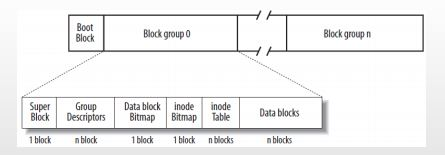 Boot
Block
Block group 0
Block group n
Super
Block
Group
Descriptors
Data block
Bitmap
inode
Bitmap
inode
Table
Data blocks
1 block
n block
1 block
1 block
n blocks
n blocks